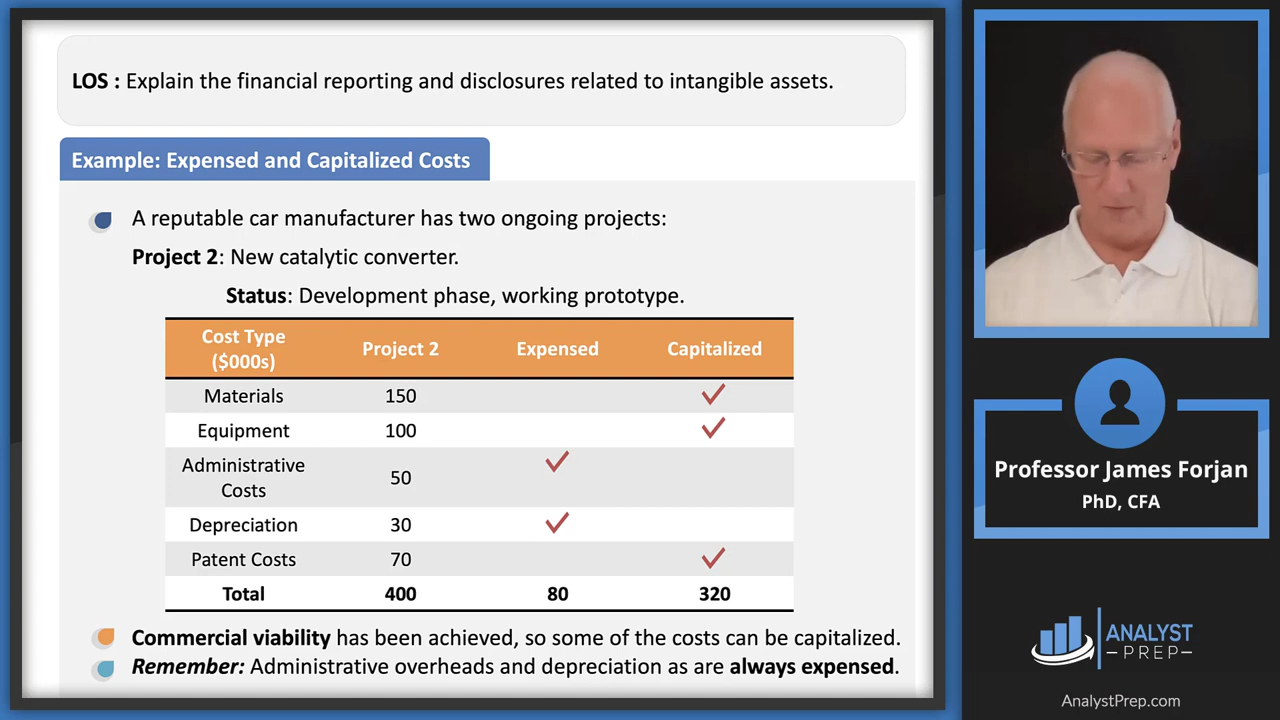 LOS : Explain the financial reporting and disclosures related to intangible assets.
Example: Expensed and Capitalized Costs
A reputable car manufacturer has two ongoing projects:
Project 2: New catalytic converter.
Status: Development phase, working prototype.
Cost Type ($000s) Project 2 Expensed Capitalized
Materials 150 ✓
Equipment 100 ✓
Administrative Costs 50 ✓
Depreciation 30 ✓
Patent Costs 70 ✓
Total 400 80 320
Commercial viability has been achieved, so some of the costs can be capitalized.
Remember: Administrative overheads and depreciation as are always expensed.
Professor James Forjan
PhD, CFA
ANALYST
PREP
AnalystPrep.com